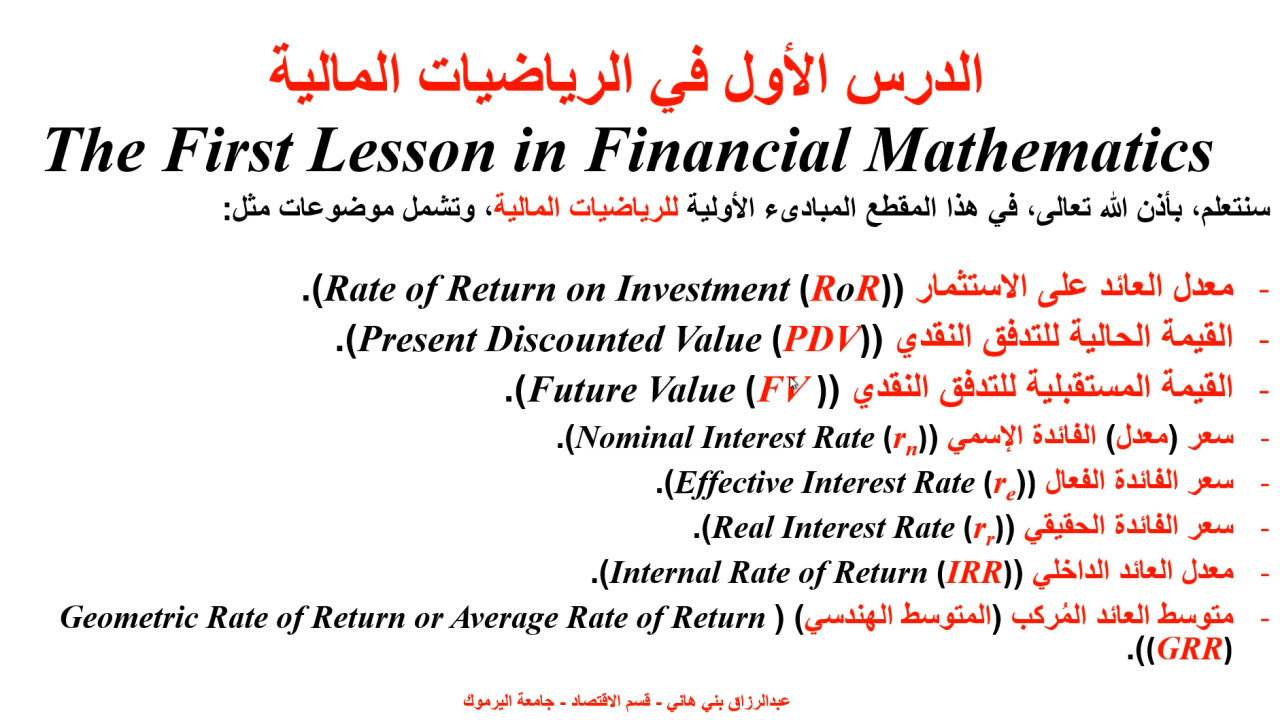 الدرس الأول في الرياضيات المالية
The First Lesson in Financial Mathematics
سنتعلم، بأذن الله تعالى، في هذا المقطع المبادىء الأولية للرياضيات المالية، وتشمل موضوعات مثل:
- معدل العائد على الاستثمار (Rate of Return on Investment (RoR)).
- القيمة الحالية للتدفق النقدي (Present Discounted Value (PDV)).
- القيمة المستقبلية للتدفق النقدي (Future Value (FV )).
- سعر (معدل) الفائدة الإسمي (Nominal Interest Rate (rn)).
- سعر الفائدة الفعال (Effective Interest Rate (re)).
- سعر الفائدة الحقيقي (Real Interest Rate (rr)).
- معدل العائد الداخلي (Internal Rate of Return (IRR)).
- متوسط العائد المُركب (المتوسط الهندسي) ( Geometric Rate of Return or Average Rate of Return
(GRR)).
عبدالرزاق بني هاني - قسم الاقتصاد - جامعة اليرموك